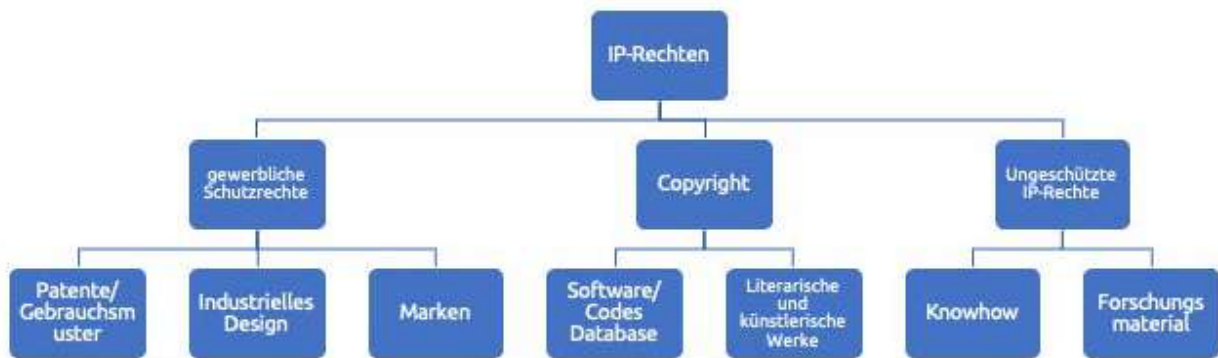 IP-Rechten
gewerbliche
Schutzrechte
Copyright
Ungeschützte
IP-Rechte
Patente/
Gebrauchsm
uster
Industrielles
Design
Marken
Software/
Codes
Database
Literarische
und
künstlerische
Werke
Knowhow
Forschungs
material